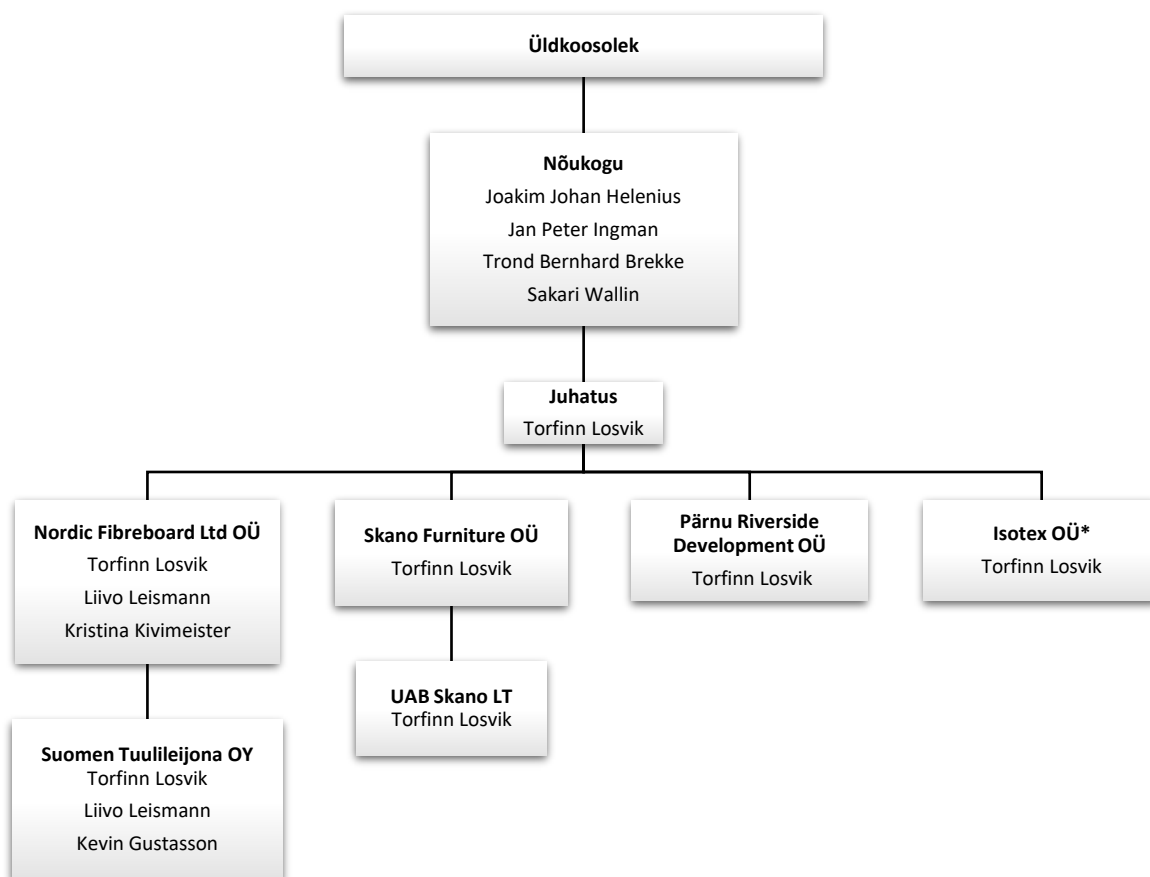 Üldkoosolek
Nõukogu
Joakim Johan Helenius
Jan Peter Ingman
Trond Bernhard Brekke
Sakari Wallin
Juhatus
Torfinn Losvik
Nordic Fibreboard Ltd OÜ
Torfinn Losvik
Liivo Leismann
Kristina Kivimeister
Skano Furniture OÜ
Torfinn Losvik
Pärnu Riverside
Development OÜ
Torfinn Losvik
Isotex OÜ*
Torfinn Losvik
UAB Skano LT
Torfinn Losvik
Suomen Tuulileijona OY
Torfinn Losvik
Liivo Leismann
Kevin Gustasson